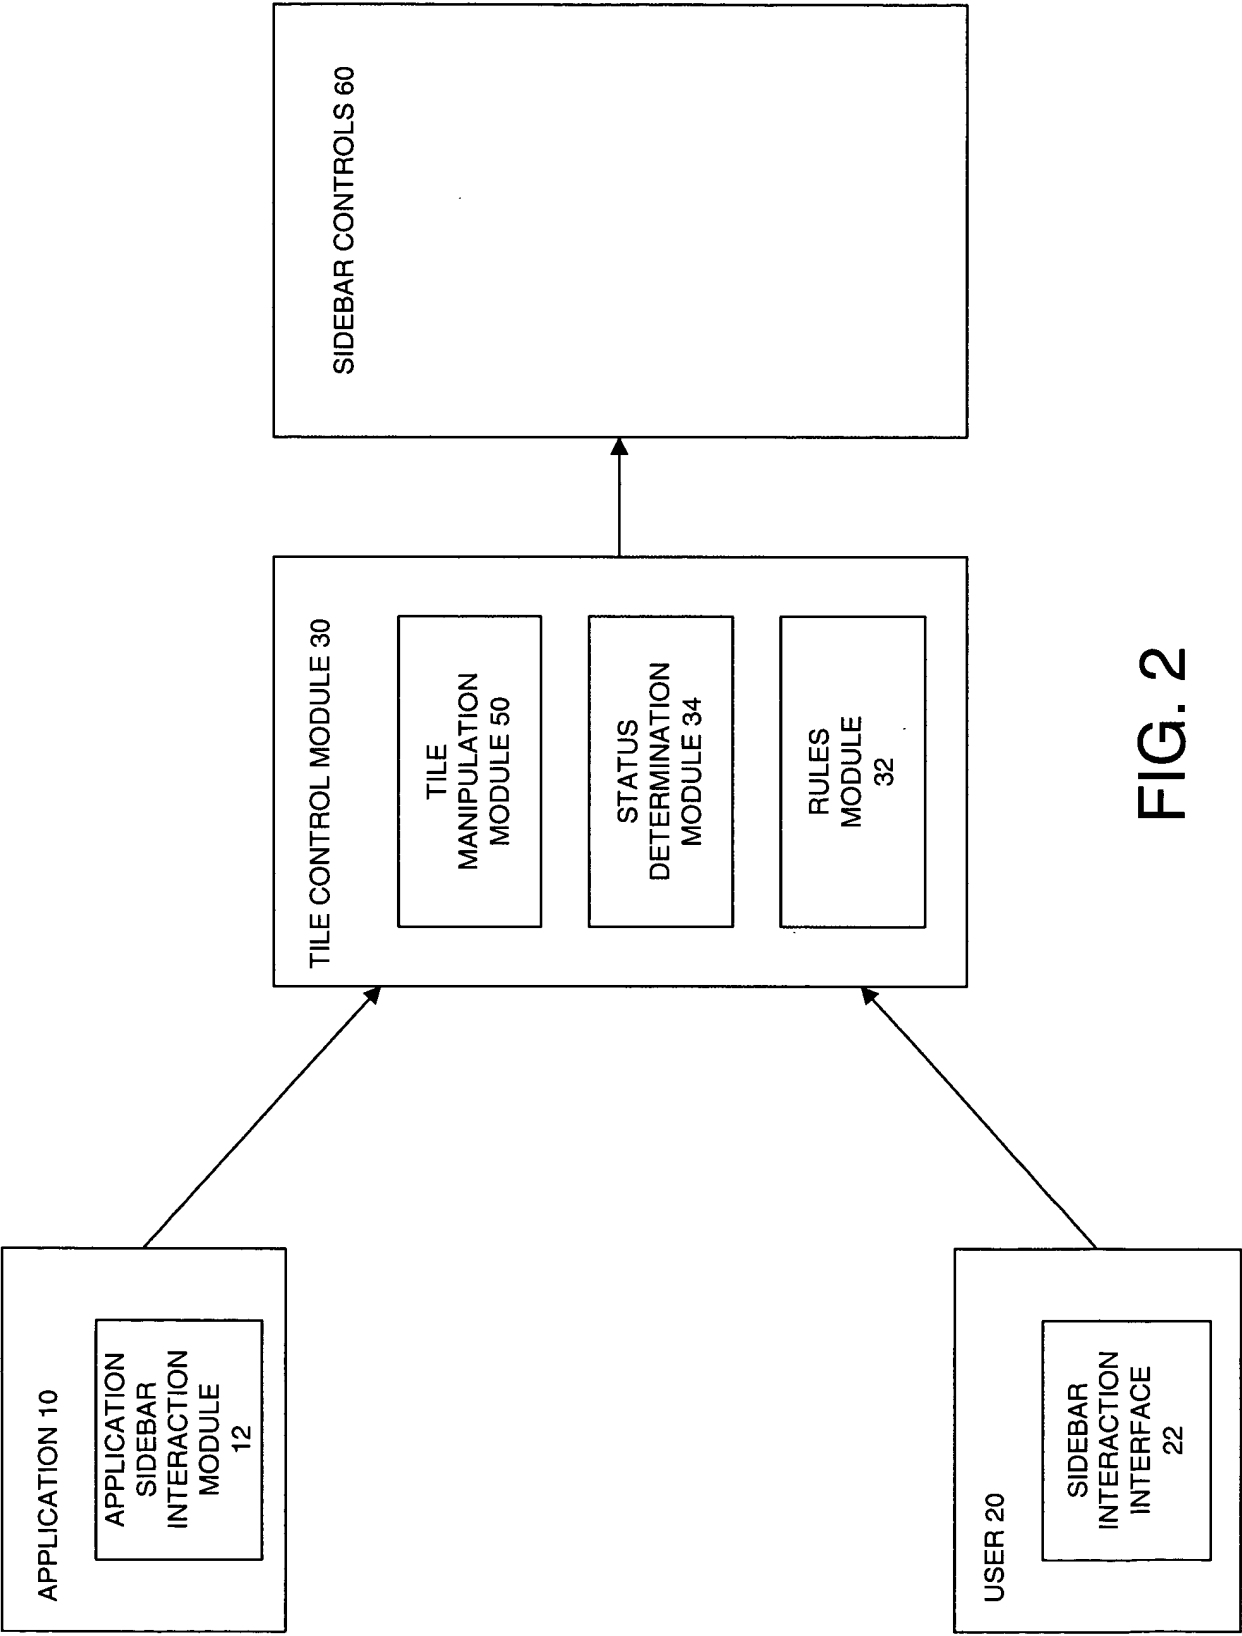 APPLICATION 10
APPLICATION
SIDEBAR
INTERACTION
MODULE
12
USER 20
SIDEBAR
INTERACTION
INTERFACE
22
TILE CONTROL MODULE 30
TILE
MANIPULATION
MODULE 50
STATUS
DETERMINATION
MODULE 34
RULES
MODULE
32
SIDEBAR CONTROLS 60
FIG. 2